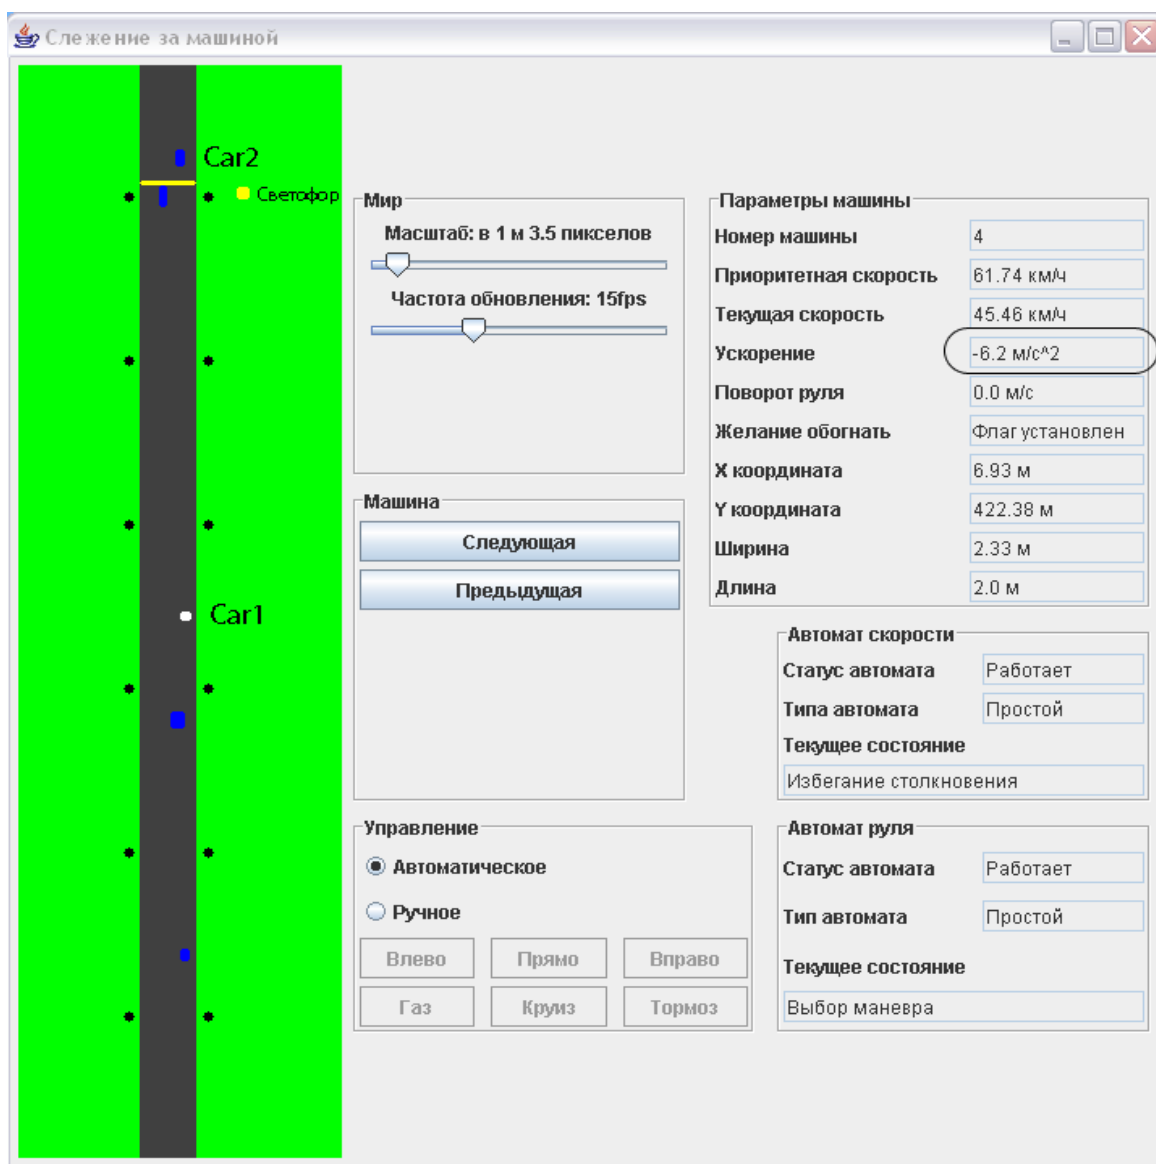 Слежение за машиной
Car2
Светофор
Car1
Мир
Масштаб: в 1 м 3.5 пикселов
Частота обновления: 15fps
Машина
Следующая
Предыдущая
Управление
Автоматическое
Ручное
Влево Прямо Вправо
Газ Круиз Тормоз
Параметры машины
Номер машины 4
Приоритетная скорость 61.74 км/ч
Текущая скорость 45.46 км/ч
Ускорение -6.2 м/с^2
Поворот руля 0.0 м/с
Желание обогнать Флаг установлен
X координата 6.93 м
Y координата 422.38 м
Ширина 2.33 м
Длина 2.0 м
Автомат скорости
Статус автомата Работает
Типа автомата Простой
Текущее состояние
Избегание столкновения
Автомат руля
Статус автомата Работает
Тип автомата Простой
Текущее состояние
Выбор маневра